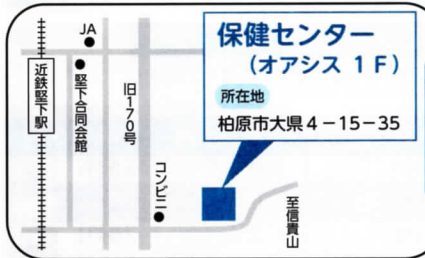 保健センター
（オアシス 1F）
所在地
柏原市大県4－15－35
JA
近鉄堅下駅
堅下合同会館
旧170号
コンビニ
至信貴山